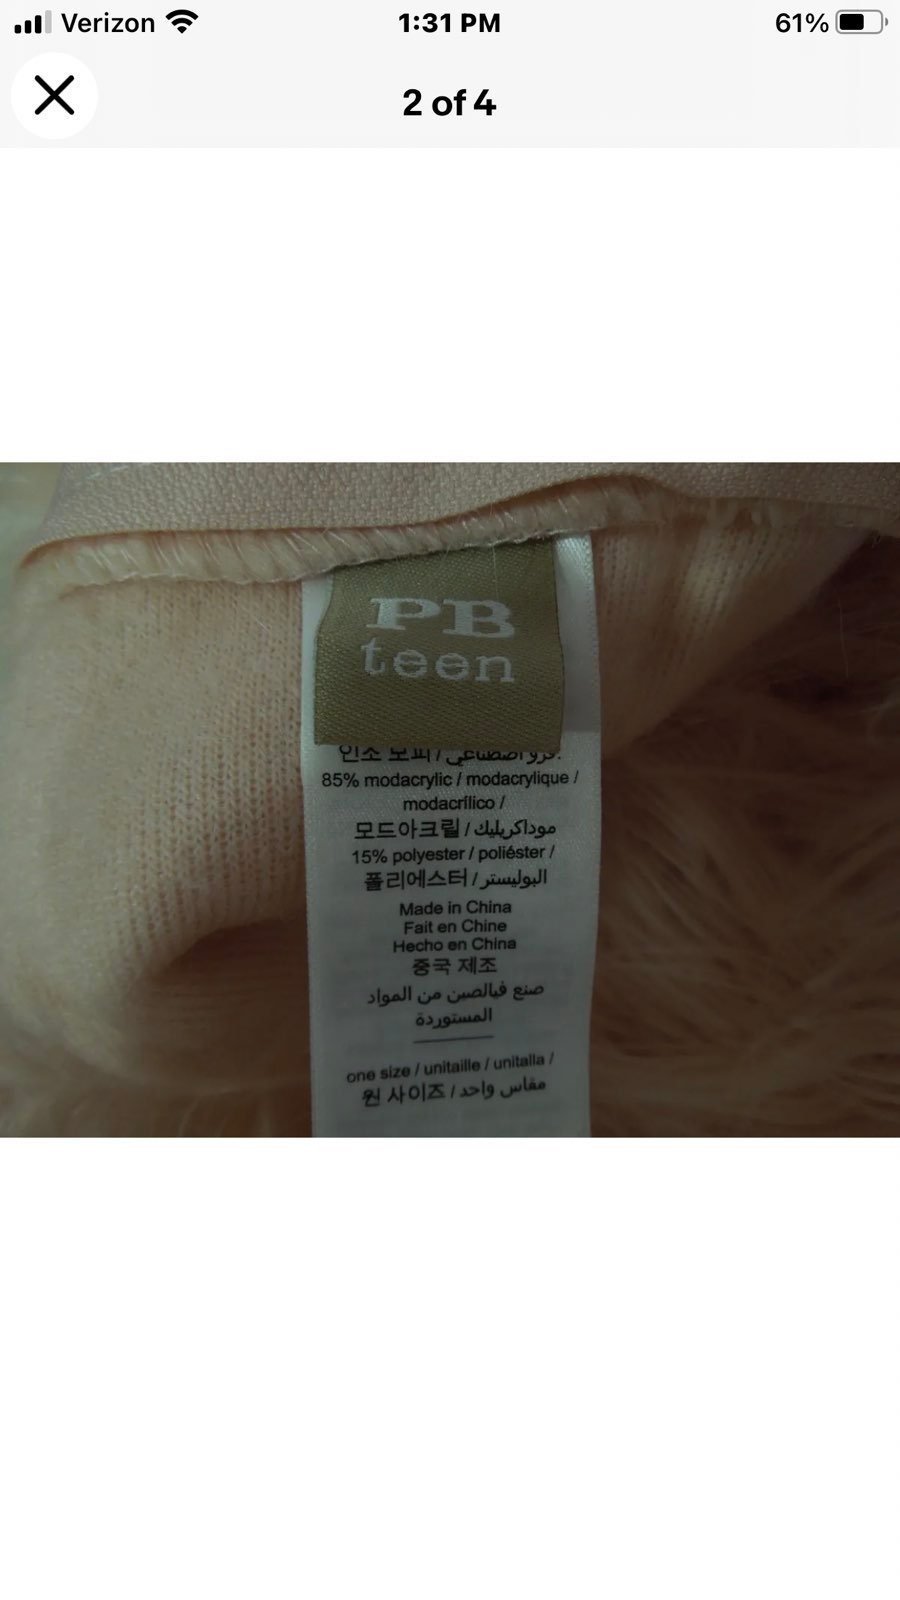 Verizon 1:31 PM 61%
2 of 4
PB
teen
85% modacrylic / modacrylique /
modacrílico /
모드아크릴 / موداكريليك
15% polyester / poliéster /
폴리에스터 / البوليستر
Made in China
Fait en Chine
Hecho en China
중국 제조
صنع فيالصين من المواد
المستوردة
one size / unitaille / unitalla /
원 사이즈 / مقاس واحد